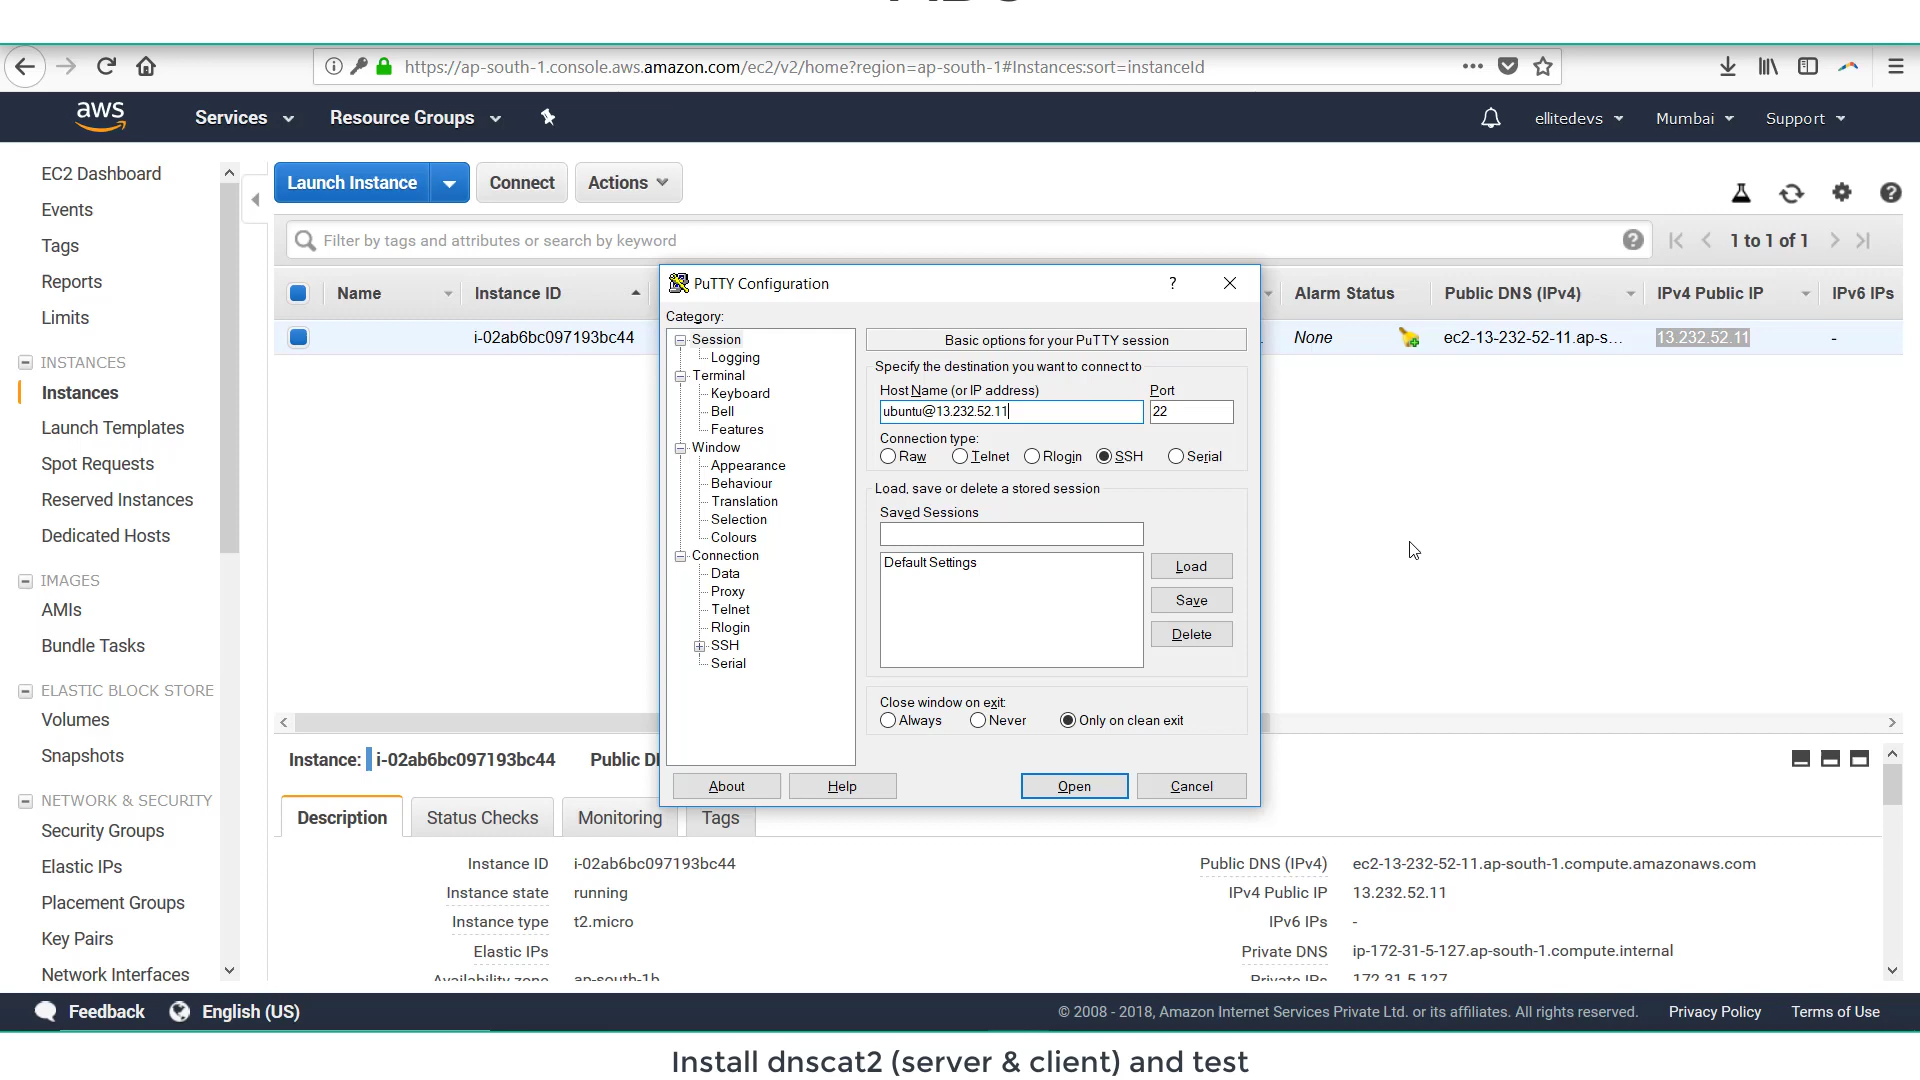 https://ap-south-1.console.aws.amazon.com/ec2/v2/home?region=ap-south-1#Instances:sort=instanceId
aws
Services
Resource Groups
ellitedevs
Mumbai
Support
EC2 Dashboard
Events
Tags
Reports
Limits
INSTANCES
Instances
Launch Templates
Spot Requests
Reserved Instances
Dedicated Hosts
IMAGES
AMIs
Bundle Tasks
ELASTIC BLOCK STORE
Volumes
Snapshots
NETWORK & SECURITY
Security Groups
Elastic IPs
Placement Groups
Key Pairs
Network Interfaces
Launch Instance
Connect
Actions
Filter by tags and attributes or search by keyword
1 to 1 of 1
Name
Instance ID
Alarm Status
Public DNS (IPv4)
IPv4 Public IP
IPv6 IPs
i-02ab6bc097193bc44
None
ec2-13-232-52-11.ap-s...
13.232.52.11
-
PuTTY Configuration
?
Category:
Session
Logging
Terminal
Keyboard
Bell
Features
Window
Appearance
Behaviour
Translation
Selection
Colours
Connection
Data
Proxy
Telnet
Rlogin
SSH
Serial
Basic options for your PuTTY session
Specify the destination you want to connect to
Host Name (or IP address)
Port
ubuntu@13.232.52.11
22
Connection type:
Raw
Telnet
Rlogin
SSH
Serial
Load, save or delete a stored session
Saved Sessions
Default Settings
Load
Save
Delete
Close window on exit:
Always
Never
Only on clean exit
About
Help
Open
Cancel
Instance:
i-02ab6bc097193bc44
Public
Description
Status Checks
Monitoring
Tags
Instance ID
i-02ab6bc097193bc44
Instance state
running
Instance type
t2.micro
Elastic IPs
Availability zone
ap-south-1b
Public DNS (IPv4)
ec2-13-232-52-11.ap-south-1.compute.amazonaws.com
IPv4 Public IP
13.232.52.11
IPv6 IPs
-
Private DNS
ip-172-31-5-127.ap-south-1.compute.internal
Private IPs
172.31.5.127
Feedback
English (US)
© 2008 - 2018, Amazon Internet Services Private Ltd. or its affiliates. All rights reserved.
Privacy Policy
Terms of Use
Install dnscat2 (server & client) and test